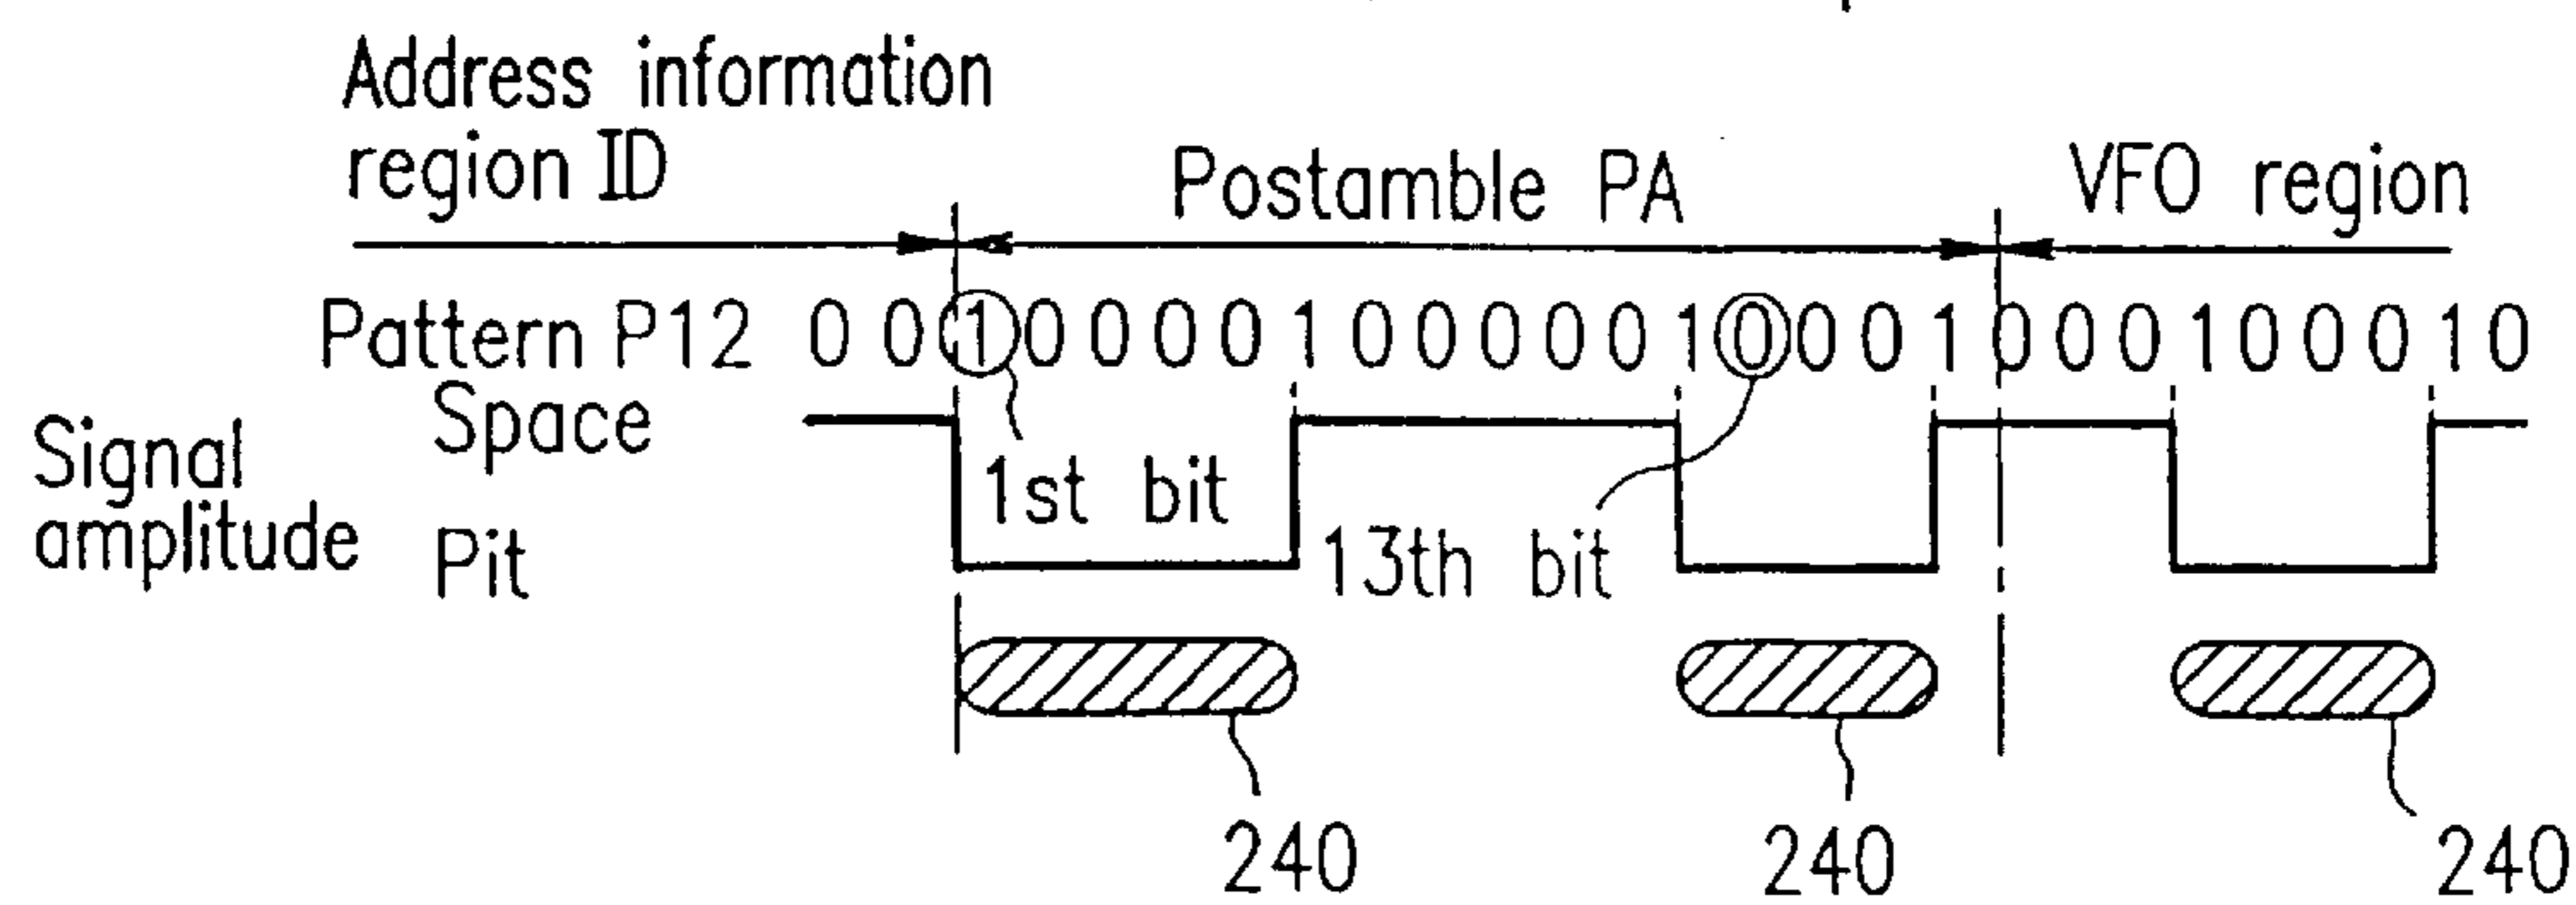 Address information
region ID
Postamble PA
VFO region
Pattern P12 0 0 1 0 0 0 0 1 0 0 0 0 0 1 0 0 0 1 0 0 0 1 0 0 0 1 0
Space
Signal
amplitude
Pit
1st bit
13th bit
240
240
240